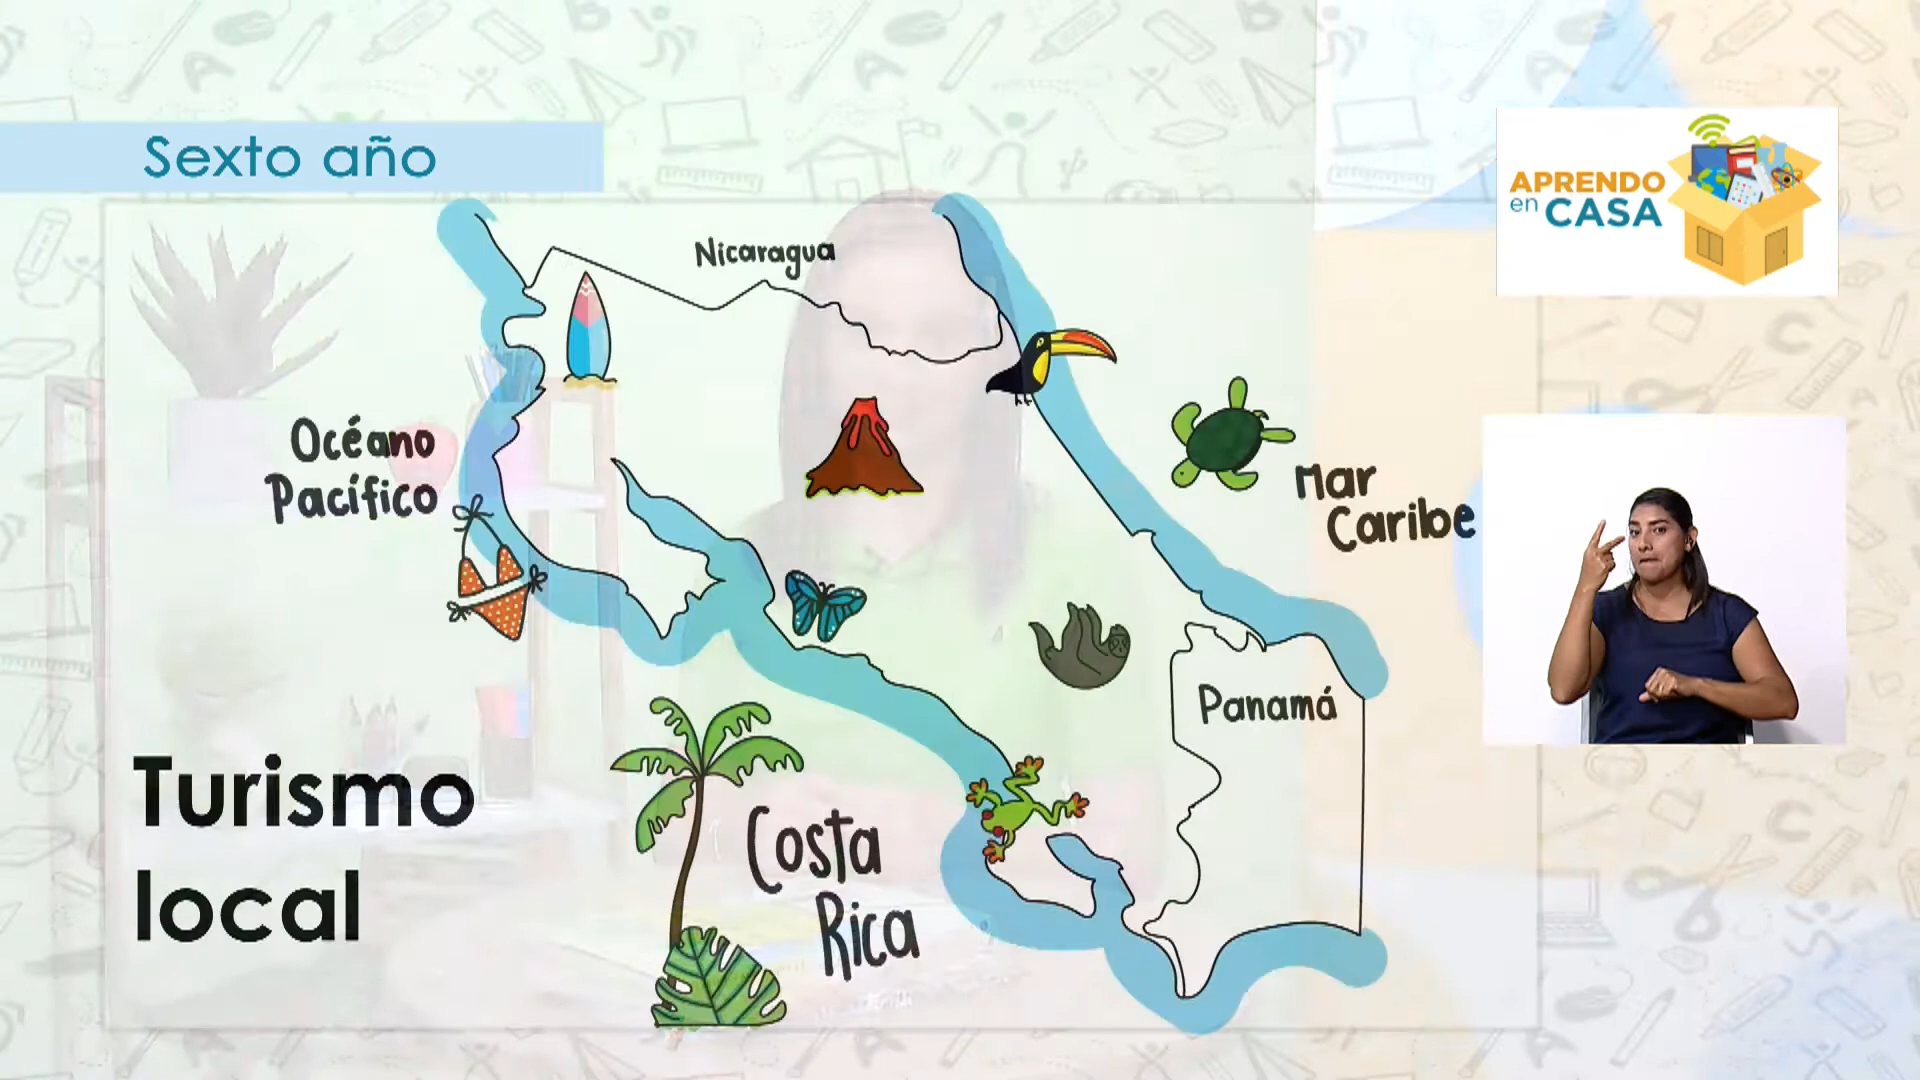 Sexto año
APRENDO
en CASA
Nicaragua
Océano
Pacífico
Mar
Caribe
Panamá
Turismo
local
Costa
Rica